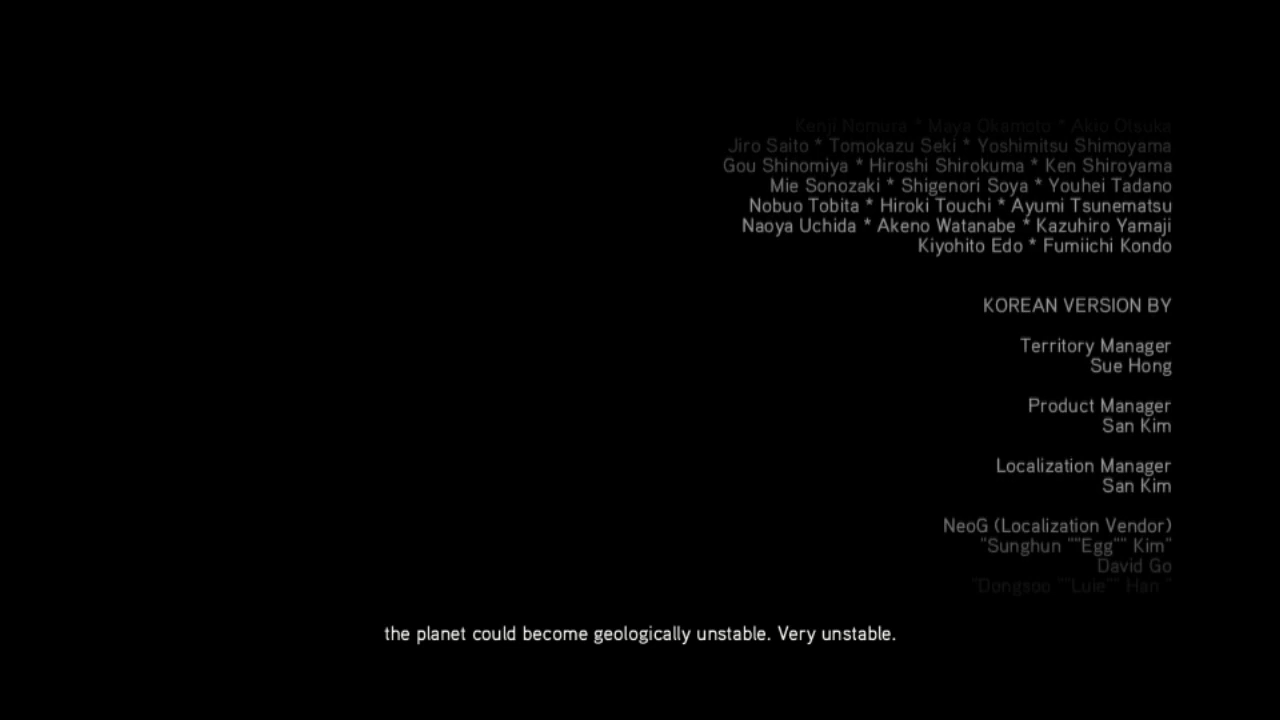 Kenji Nomura * Maya Okamoto * Akio Otsuka
Jiro Saito * Tomokazu Seki * Yoshimitsu Shimoyama
Gou Shinomiya * Hiroshi Shirokuma * Ken Shiroyama
Mie Sonozaki * Shigenori Soya * Youhei Tadano
Nobuo Tobita * Hiroki Touchi * Ayumi Tsunematsu
Naoya Uchida * Akeno Watanabe * Kazuhiro Yamaji
Kiyohito Edo * Fumiichi Kondo
KOREAN VERSION BY
Territory Manager
Sue Hong
Product Manager
San Kim
Localization Manager
San Kim
NeoG (Localization Vendor)
"Sunghun ""Egg"" Kim"
David Go
"Dongsoo ""Luie"" Han "
the planet could become geologically unstable. Very unstable.